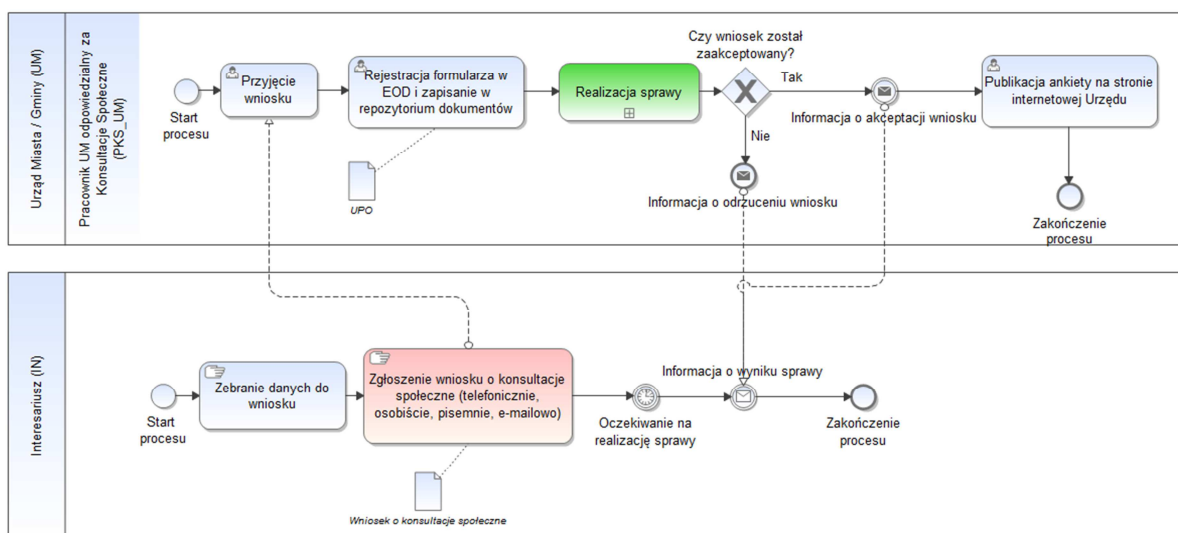 Urząd Miasta / Gminy (UM)
Pracownik UM odpowiedzialny za
Konsultacje Społeczne
(PKS_UM)
Start
procesu
Przyjęcie
wniosku
Rejestracja formularza w
EOD i zapisanie w
repozytorium dokumentów
UPO
Realizacja sprawy
Czy wniosek został
zaakceptowany?
Tak
Nie
Informacja o akceptacji wniosku
Informacja o odrzuceniu wniosku
Publikacja ankiety na stronie
internetowej Urzędu
Zakończenie
procesu
Interesariusz (IN)
Start
procesu
Zebranie danych do
wniosku
Zgłoszenie wniosku o konsultacje
społeczne (telefonicznie,
osobiście, pisemnie, e-mailowo)
Wniosek o konsultacje społeczne
Oczekiwanie na
realizację sprawy
Informacja o wyniku sprawy
Zakończenie
procesu